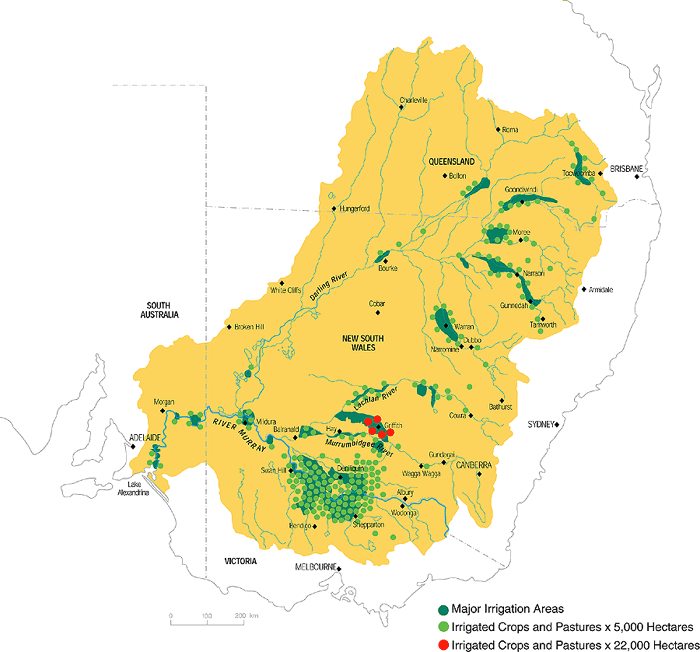 Charleville
Roma
QUEENSLAND
Bollon
Toowoomba
BRISBANE
Goondiwindi
Hungerford
Moree
Bourke
Narrabri
White Cliffs
Darling River
Armidale
SOUTH
AUSTRALIA
Cobar
Gunnedah
Tamworth
Broken Hill
Warren
NEW SOUTH
WALES
Dubbo
Narromine
Lachlan River
Morgan
Bathurst
Mildura
RIVER MURRAY
Balranald
Hay
Griffith
Cowra
SYDNEY
ADELAIDE
Murrumbidgee River
Gundagai
Lake
Alexandrina
Swan Hill
Deniliquin
Wagga Wagga
CANBERRA
Albury
Wodonga
Bendigo
Shepparton
VICTORIA
MELBOURNE
0 100 200 km
Major Irrigation Areas
Irrigated Crops and Pastures x 5,000 Hectares
Irrigated Crops and Pastures x 22,000 Hectares